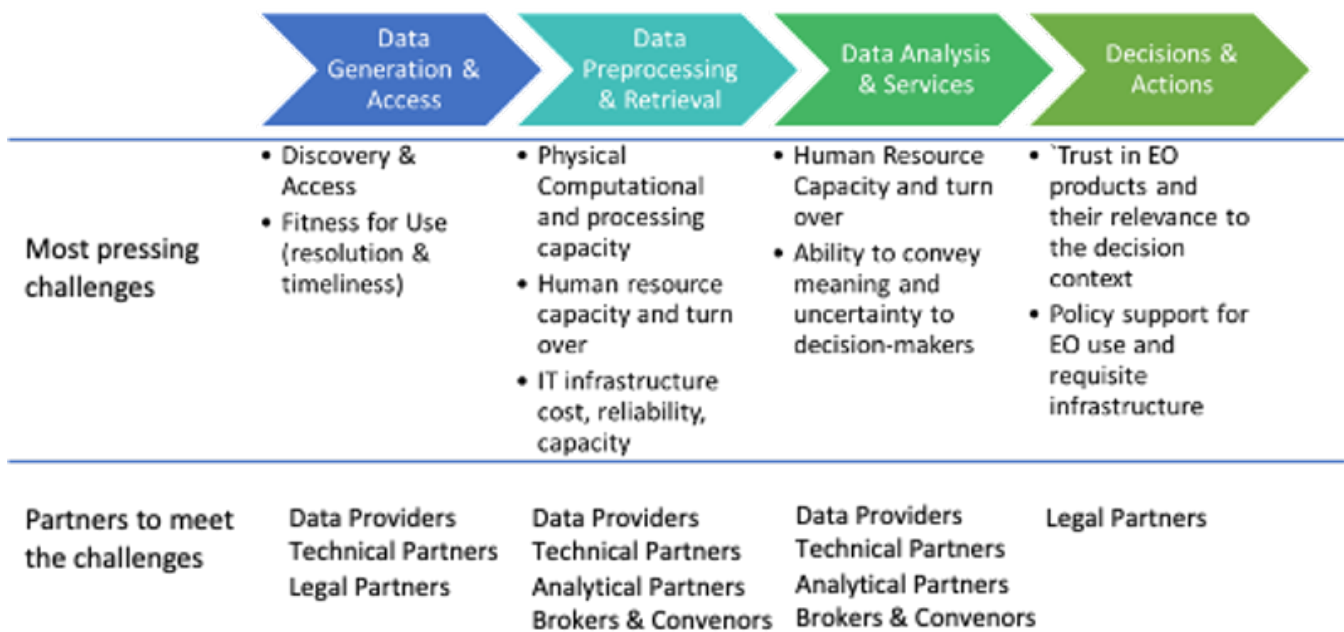 Data
Generation &
Access
Data
Preprocessing
& Retrieval
Data Analysis
& Services
Decisions &
Actions
Most pressing
challenges
• Discovery &
Access
• Fitness for Use
(resolution &
timeliness)
• Physical
Computational
and processing
capacity
• Human resource
capacity and turn
over
• IT infrastructure
cost, reliability,
capacity
• Human Resource
Capacity and turn
over
• Ability to convey
meaning and
uncertainty to
decision-makers
• `Trust in EO
products and
their relevance to
the decision
context
• Policy support for
EO use and
requisite
infrastructure
Partners to meet
the challenges
Data Providers
Technical Partners
Legal Partners
Data Providers
Technical Partners
Analytical Partners
Brokers & Convenors
Data Providers
Technical Partners
Analytical Partners
Brokers & Convenors
Legal Partners